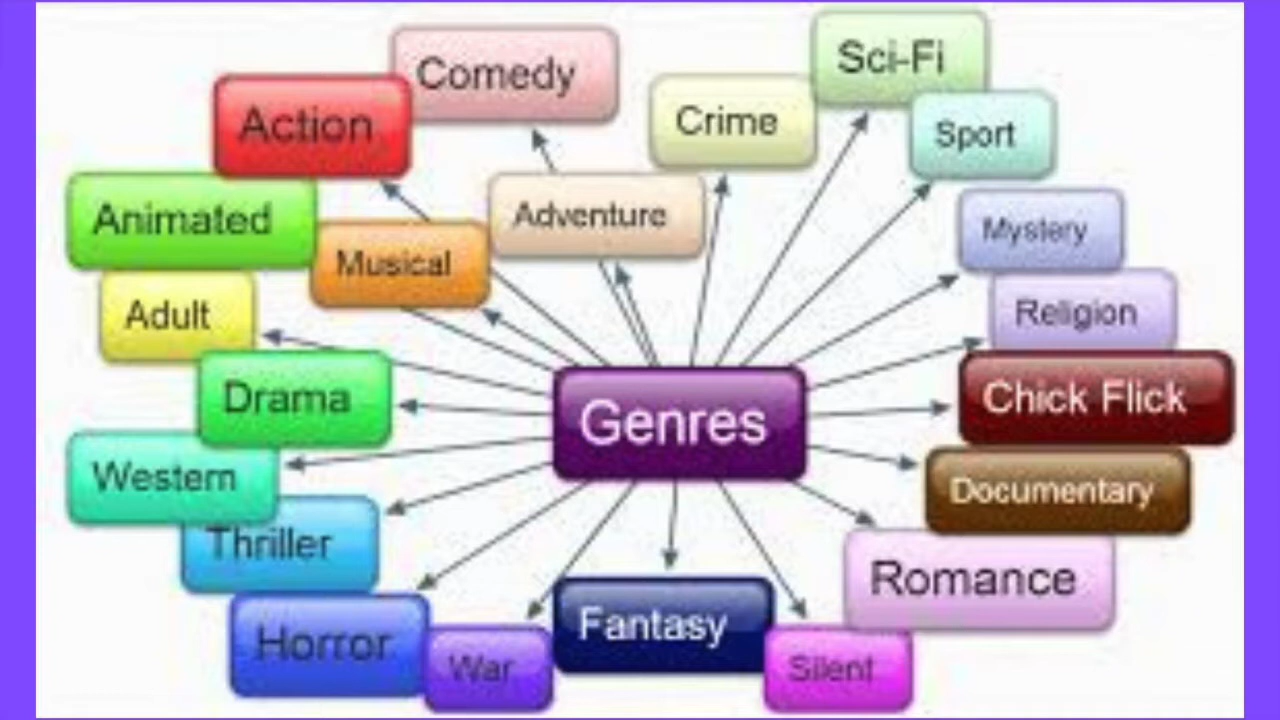 Comedy
Sci-Fi
Action
Crime
Sport
Animated
Adventure
Mystery
Musical
Adult
Religion
Drama
Genres
Chick Flick
Western
Documentary
Thriller
Romance
Horror
War
Fantasy
Silent